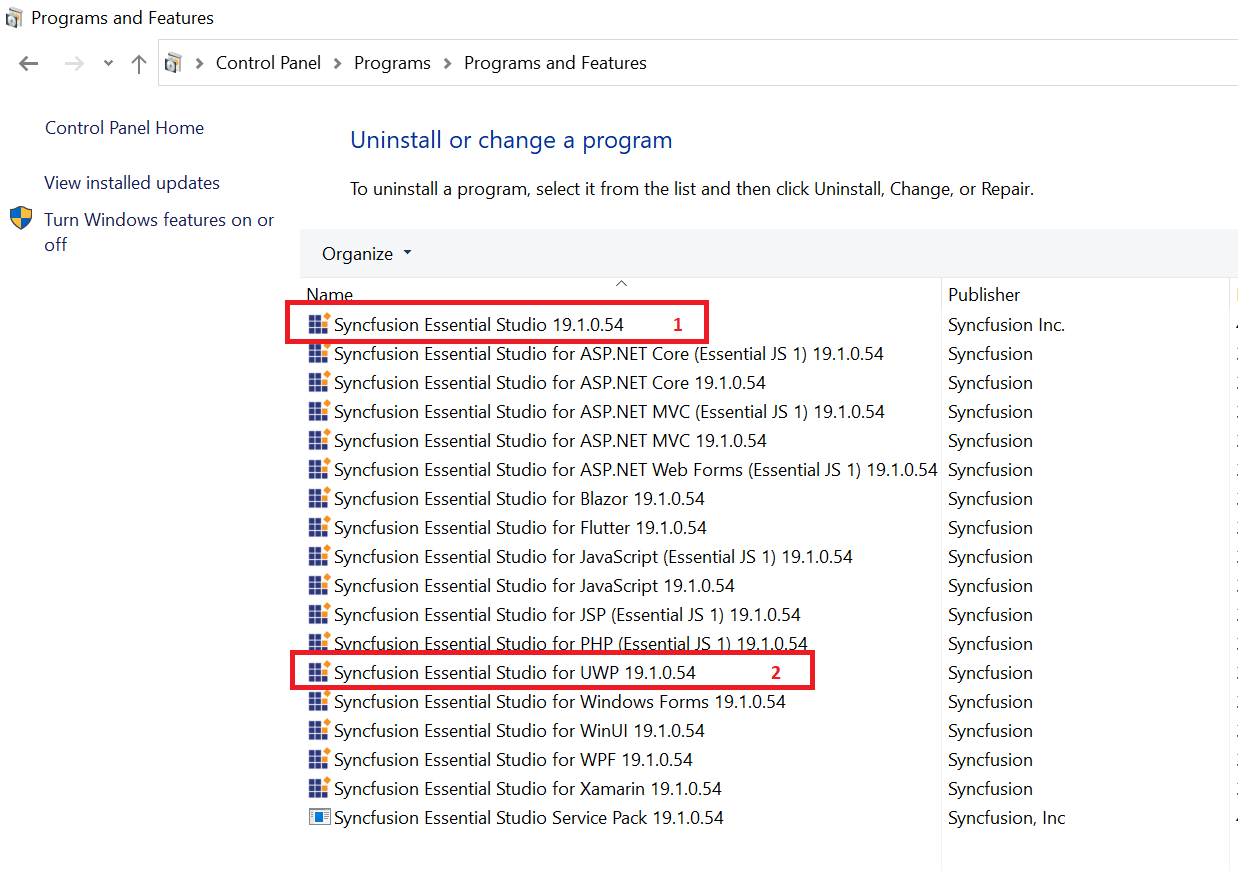 Programs and Features
Control Panel > Programs > Programs and Features
Control Panel Home
View installed updates
Turn Windows features on or
off
Uninstall or change a program
To uninstall a program, select it from the list and then click Uninstall, Change, or Repair.
Organize
Name Publisher
Syncfusion Essential Studio 19.1.0.54 1 Syncfusion Inc.
Syncfusion Essential Studio for ASP.NET Core (Essential JS 1) 19.1.0.54 Syncfusion
Syncfusion Essential Studio for ASP.NET Core 19.1.0.54 Syncfusion
Syncfusion Essential Studio for ASP.NET MVC (Essential JS 1) 19.1.0.54 Syncfusion
Syncfusion Essential Studio for ASP.NET MVC 19.1.0.54 Syncfusion
Syncfusion Essential Studio for ASP.NET Web Forms (Essential JS 1) 19.1.0.54 Syncfusion
Syncfusion Essential Studio for Blazor 19.1.0.54 Syncfusion
Syncfusion Essential Studio for Flutter 19.1.0.54 Syncfusion
Syncfusion Essential Studio for JavaScript (Essential JS 1) 19.1.0.54 Syncfusion
Syncfusion Essential Studio for JavaScript 19.1.0.54 Syncfusion
Syncfusion Essential Studio for JSP (Essential JS 1) 19.1.0.54 Syncfusion
Syncfusion Essential Studio for PHP (Essential JS 1) 19.1.0.54 Syncfusion
Syncfusion Essential Studio for UWP 19.1.0.54 2 Syncfusion
Syncfusion Essential Studio for Windows Forms 19.1.0.54 Syncfusion
Syncfusion Essential Studio for WinUI 19.1.0.54 Syncfusion
Syncfusion Essential Studio for WPF 19.1.0.54 Syncfusion
Syncfusion Essential Studio for Xamarin 19.1.0.54 Syncfusion
Syncfusion Essential Studio Service Pack 19.1.0.54 Syncfusion, Inc